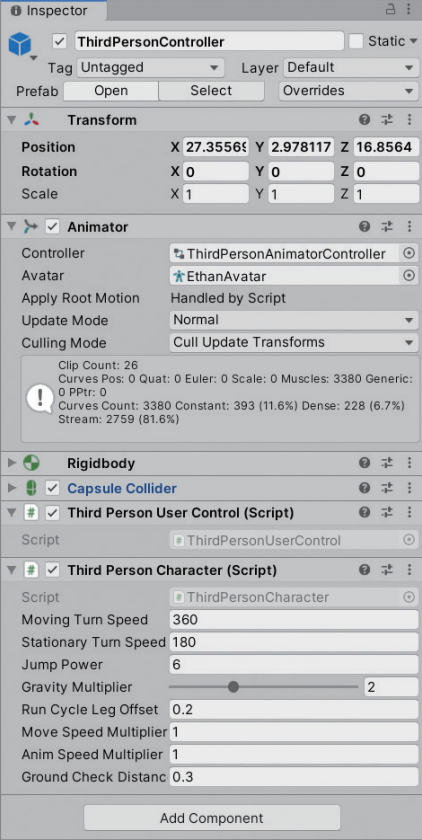 Inspector
ThirdPersonController Static
Tag Untagged Layer Default
Prefab Open Select Overrides
Transform
Position X 27.35569 Y 2.978117 Z 16.8564
Rotation X 0 Y 0 Z 0
Scale X 1 Y 1 Z 1
Animator
Controller ThirdPersonAnimatorController
Avatar EthanAvatar
Apply Root Motion Handled by Script
Update Mode Normal
Culling Mode Cull Update Transforms
Clip Count: 26
Curves Pos: 0 Quat: 0 Euler: 0 Scale: 0 Muscles: 3380 Generic:
0 PPtr: 0
Curves Count: 3380 Constant: 393 (11.6%) Dense: 228 (6.7%)
Stream: 2759 (81.6%)
Rigidbody
Capsule Collider
# Third Person User Control (Script)
Script # ThirdPersonUserControl
# Third Person Character (Script)
Script # ThirdPersonCharacter
Moving Turn Speed 360
Stationary Turn Speed 180
Jump Power 6
Gravity Multiplier 2
Run Cycle Leg Offset 0.2
Move Speed Multiplier 1
Anim Speed Multiplier 1
Ground Check Distanc 0.3
Add Component